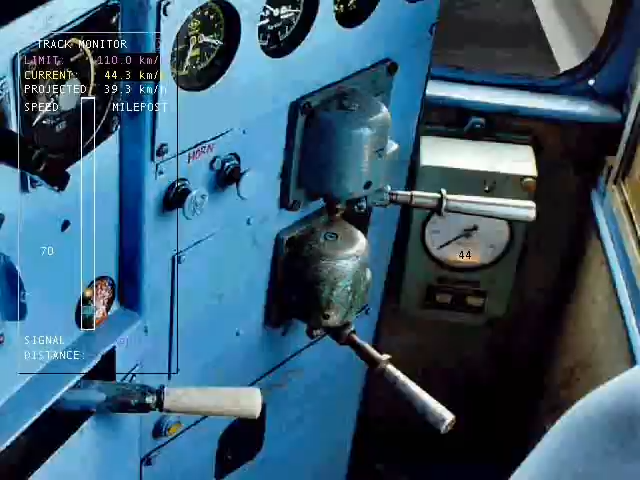 TRACK MONITOR
LIMIT: 110.0 km/
CURRENT: 44.3 km/
PROJECTED 39.3 km/h
SPEED MILEPOST
HORN
70
44
SIGNAL
DISTANCE: